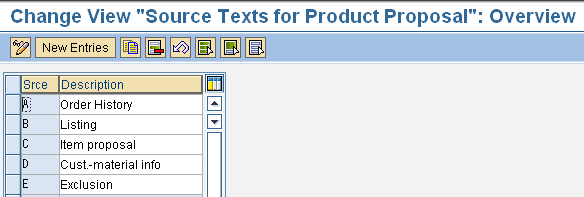 Change View "Source Texts for Product Proposal": Overview
New Entries
Srce Description
A Order History
B Listing
C Item proposal
D Cust.-material info
E Exclusion